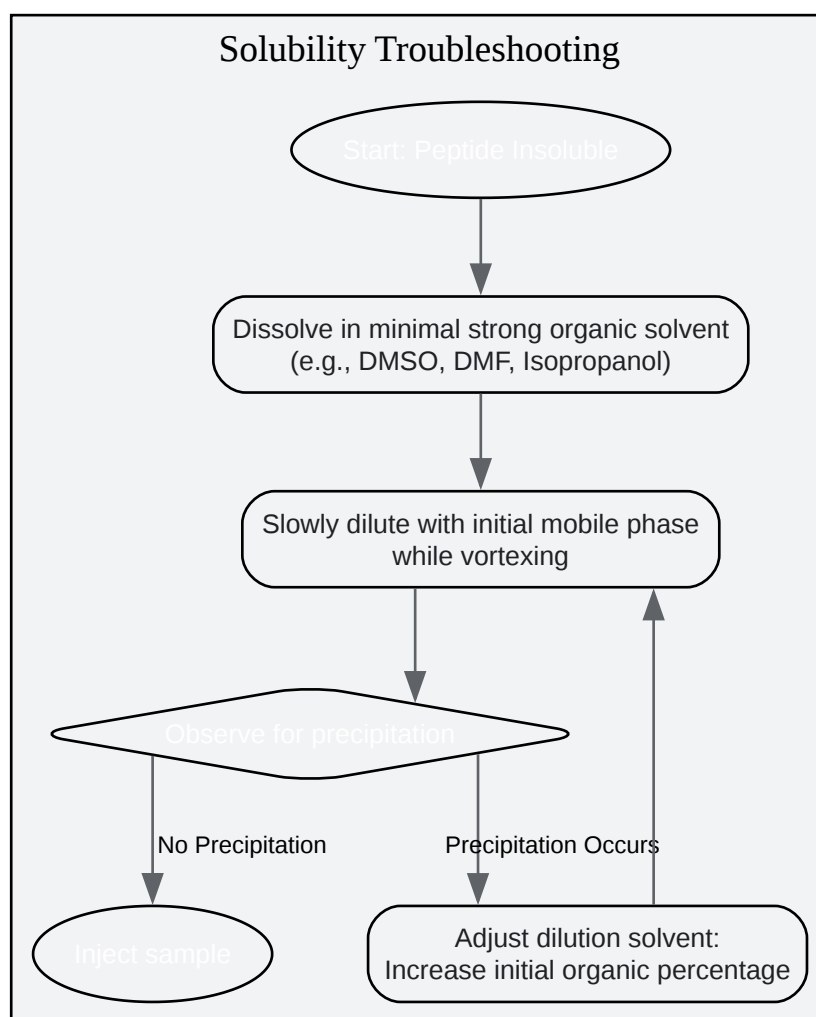 Solubility Troubleshooting
Start: Peptide Insoluble
Dissolve in minimal strong organic solvent
(e.g., DMSO, DMF, Isopropanol)
Slowly dilute with initial mobile phase
while vortexing
Observe for precipitation
No Precipitation
Precipitation Occurs
Inject sample
Adjust dilution solvent:
Increase initial organic percentage